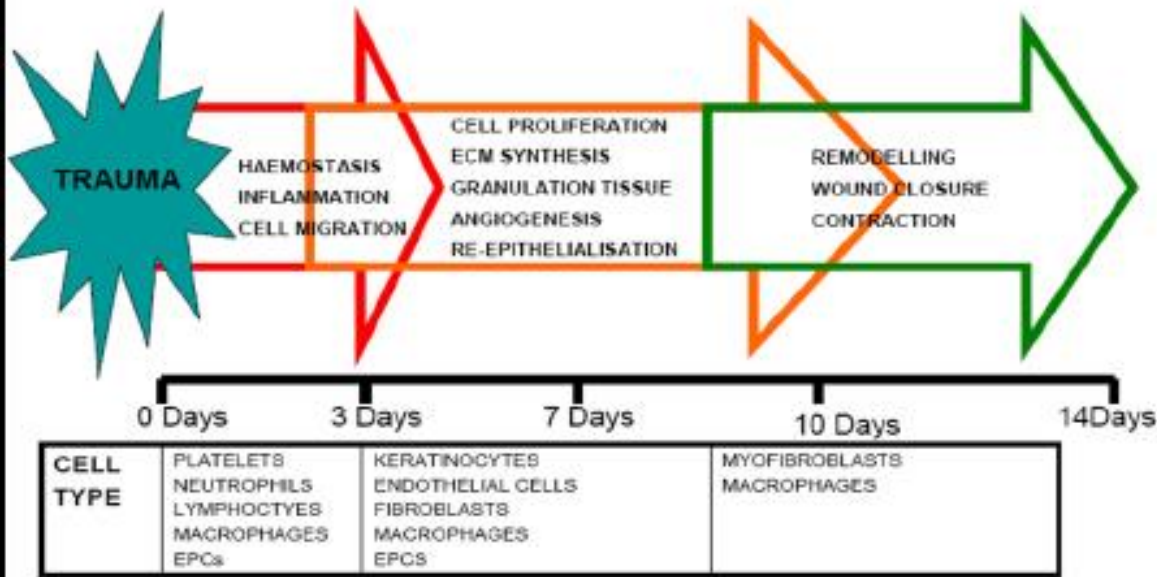 TRAUMA
HAEMOSTASIS
INFLAMMATION
CELL MIGRATION
CELL PROLIFERATION
ECM SYNTHESIS
GRANULATION TISSUE
ANGIOGENESIS
RE-EPITHELIALISATION
REMODELLING
WOUND CLOSURE
CONTRACTION
0 Days 3 Days 7 Days 10 Days 14Days
CELL TYPE
PLATELETS
NEUTROPHILS
LYMPHOCTYES
MACROPHAGES
EPCs
KERATINOCYTES
ENDOTHELIAL CELLS
FIBROBLASTS
MACROPHAGES
EPCS
MYOFIBROBLASTS
MACROPHAGES